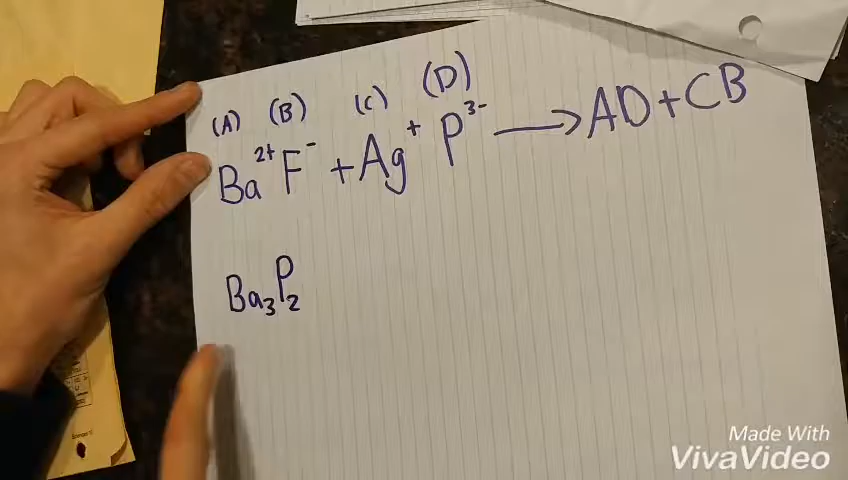 (A) (B) (C) (D)
Ba²⁺ F⁻ + Ag⁺ P³⁻ ⟶ AD + CB
Ba₃P₂
Made With
VivaVideo